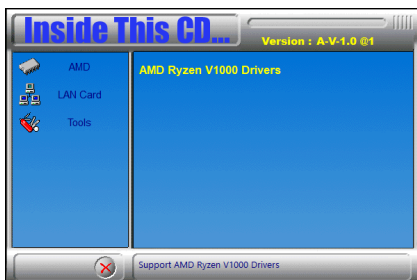 Inside This CD...
Version : A-V-1.0 @1
AMD
AMD Ryzen V1000 Drivers
LAN Card
Tools
Support AMD Ryzen V1000 Drivers